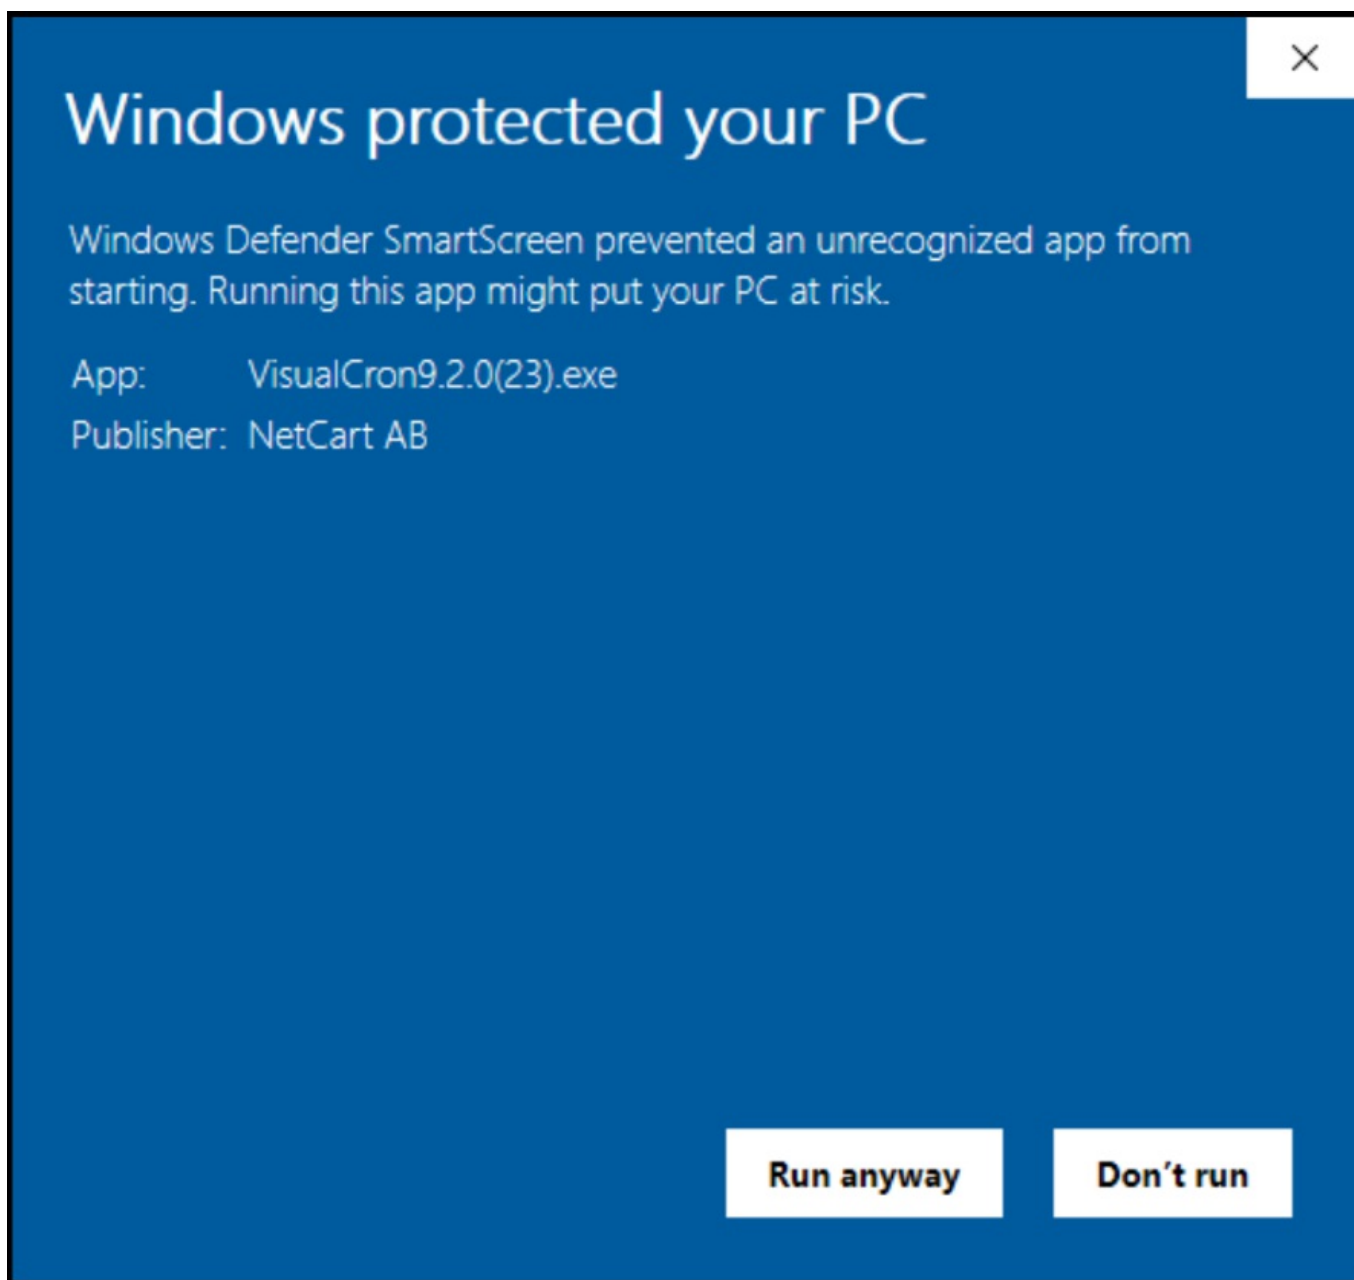 Windows protected your PC
Windows Defender SmartScreen prevented an unrecognized app from
starting. Running this app might put your PC at risk.
App: VisualCron9.2.0(23).exe
Publisher: NetCart AB
Run anyway Don't run